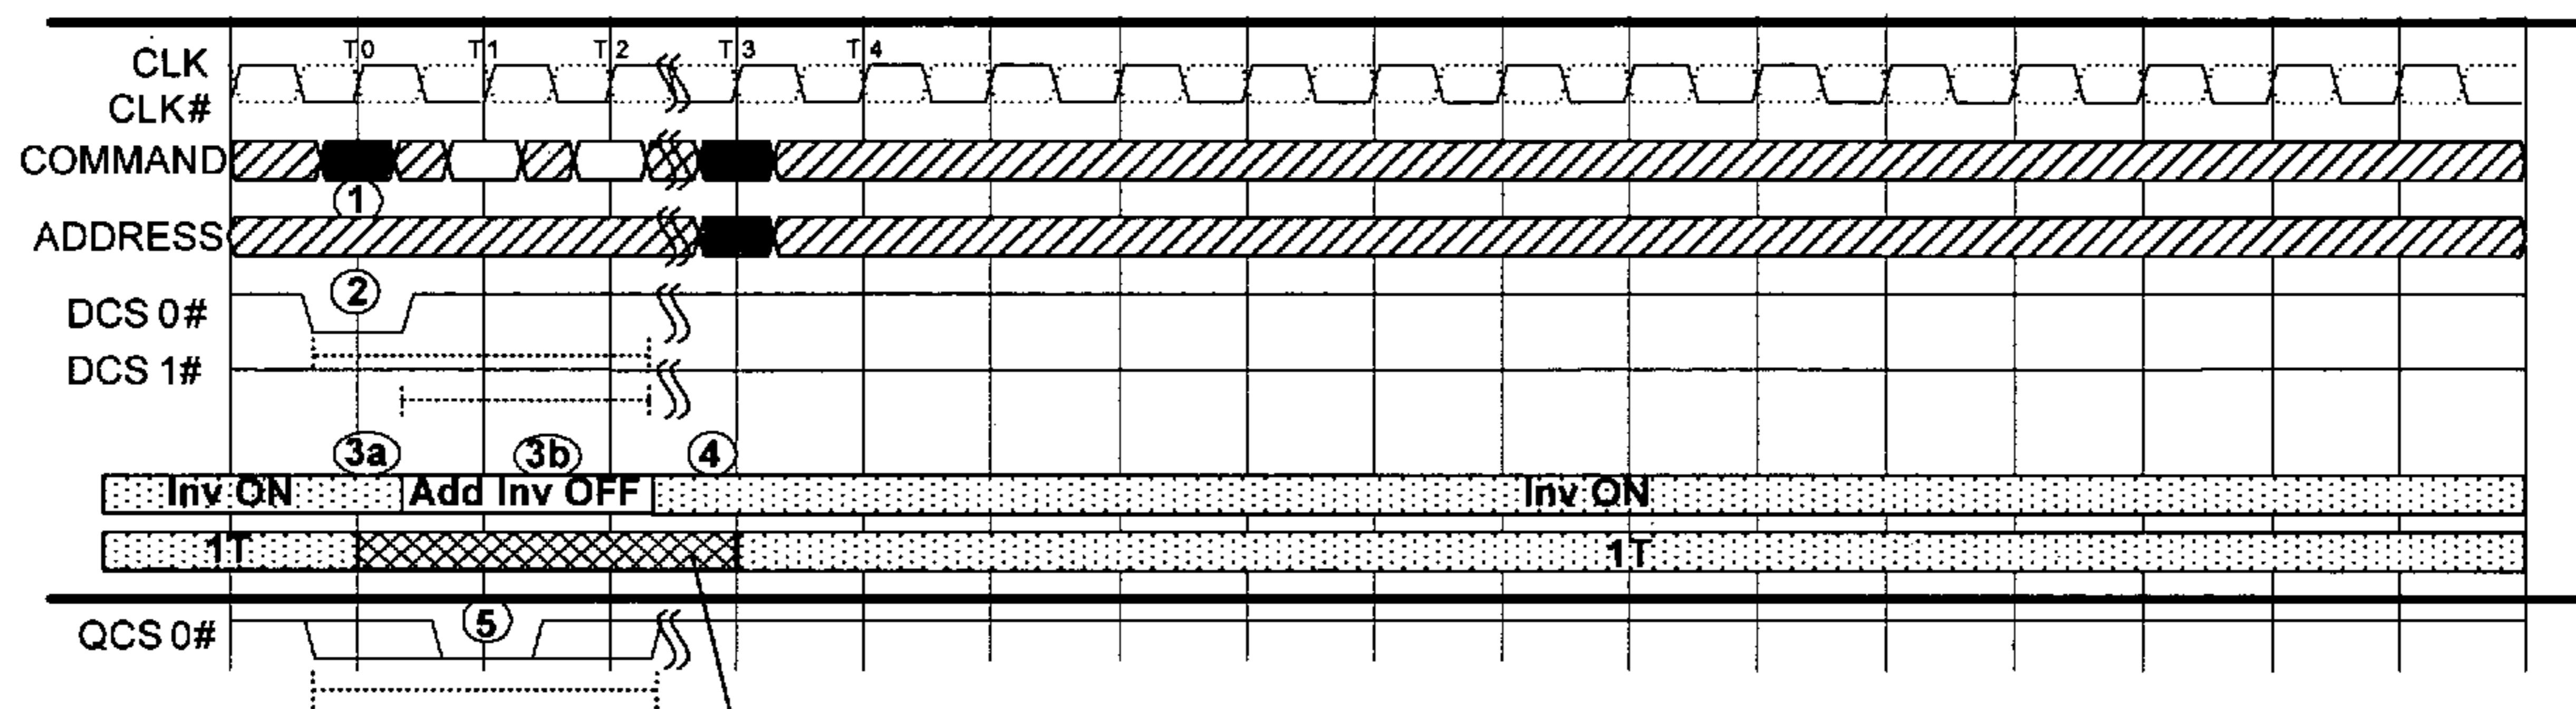 T0 T1 T2 T3 T4
CLK
CLK#
COMMAND
1
ADDRESS
2
DCS 0#
DCS 1#
3a 3b 4
Inv ON Add Inv OFF Inv ON
1T 1T
5
QCS 0#